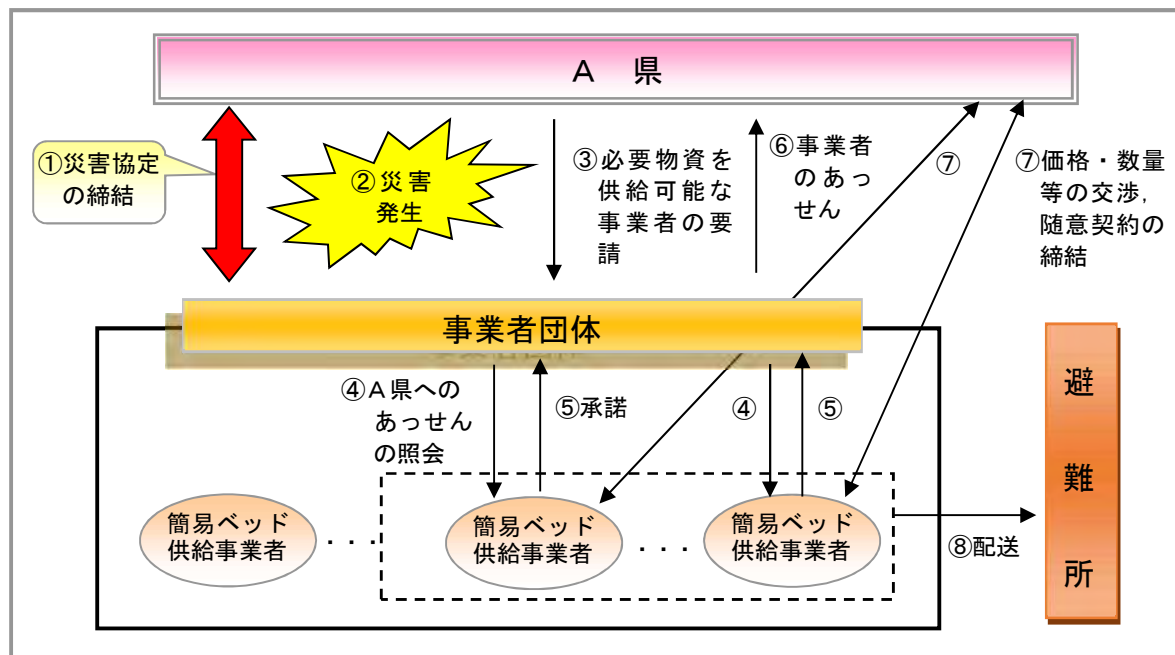 A 県
①災害協定
の締結
②災害
発生
③必要物資を
供給可能な
事業者の要
請
⑥事業者
のあっ
せん
⑦
⑦価格・数量
等の交渉,
随意契約の
締結
事業者団体
④A県への
あっせん
の照会
⑤承諾
④
⑤
簡易ベッド
供給事業者
・・・
簡易ベッド
供給事業者
・・・
簡易ベッド
供給事業者
⑧配送
避
難
所